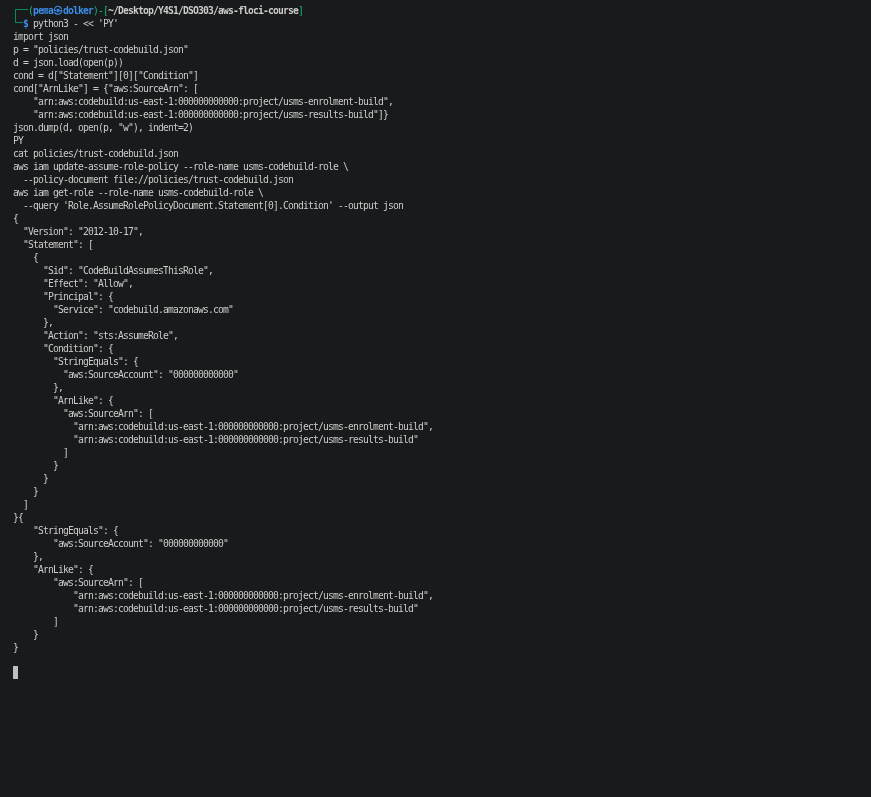 ┌──(pema㉿dolker)-[~/Desktop/Y4S1/DSO303/aws-floci-course]
└─$ python3 - << 'PY'
import json
p = "policies/trust-codebuild.json"
d = json.load(open(p))
cond = d["Statement"][0]["Condition"]
cond["ArnLike"] = {"aws:SourceArn": [
    "arn:aws:codebuild:us-east-1:000000000000:project/usms-enrolment-build",
    "arn:aws:codebuild:us-east-1:000000000000:project/usms-results-build"]}
json.dump(d, open(p, "w"), indent=2)
PY
cat policies/trust-codebuild.json
aws iam update-assume-role-policy --role-name usms-codebuild-role \
  --policy-document file://policies/trust-codebuild.json
aws iam get-role --role-name usms-codebuild-role \
  --query 'Role.AssumeRolePolicyDocument.Statement[0].Condition' --output json
{
  "Version": "2012-10-17",
  "Statement": [
    {
      "Sid": "CodeBuildAssumesThisRole",
      "Effect": "Allow",
      "Principal": {
        "Service": "codebuild.amazonaws.com"
      },
      "Action": "sts:AssumeRole",
      "Condition": {
        "StringEquals": {
          "aws:SourceAccount": "000000000000"
        },
        "ArnLike": {
          "aws:SourceArn": [
            "arn:aws:codebuild:us-east-1:000000000000:project/usms-enrolment-build",
            "arn:aws:codebuild:us-east-1:000000000000:project/usms-results-build"
          ]
        }
      }
    }
  ]
}{
    "StringEquals": {
        "aws:SourceAccount": "000000000000"
    },
    "ArnLike": {
        "aws:SourceArn": [
            "arn:aws:codebuild:us-east-1:000000000000:project/usms-enrolment-build",
            "arn:aws:codebuild:us-east-1:000000000000:project/usms-results-build"
        ]
    }
}